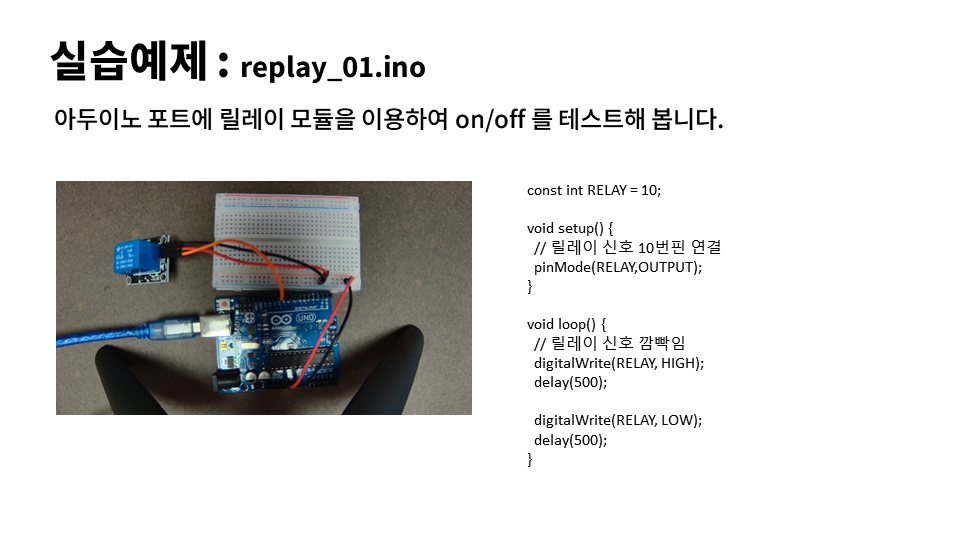 실습예제 : replay_01.ino
아두이노 포트에 릴레이 모듈을 이용하여 on/off 를 테스트해 봅니다.
UNO
const int RELAY = 10;
void setup() {
// 릴레이 신호 10번핀 연결
pinMode(RELAY,OUTPUT);
}
void loop() {
// 릴레이 신호 깜빡임
digitalWrite(RELAY, HIGH);
delay(500);
digitalWrite(RELAY, LOW);
delay(500);
}